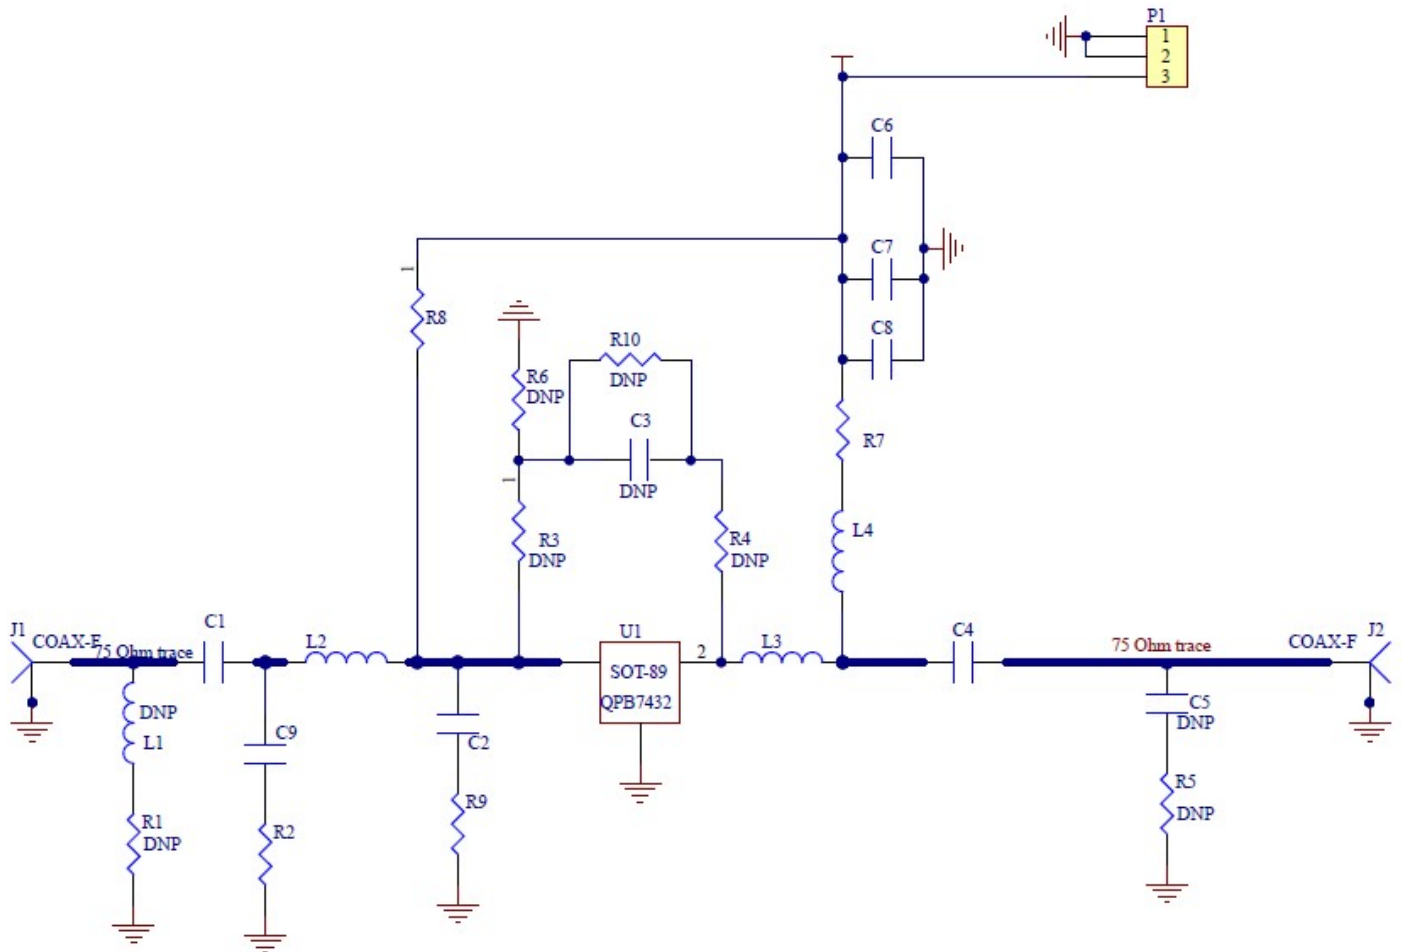 P1
1
2
3
C6
C7
C8
1
R8
R10
DNP
R6
DNP
C3
DNP
1
R3
DNP
R4
DNP
R7
L4
J1
COAX-F
75 Ohm trace
C1
L2
U1
SOT-89
QPB7432
2
L3
C4
75 Ohm trace
COAX-F
J2
DNP
L1
C9
C2
C5
DNP
R1
DNP
R2
R9
R5
DNP